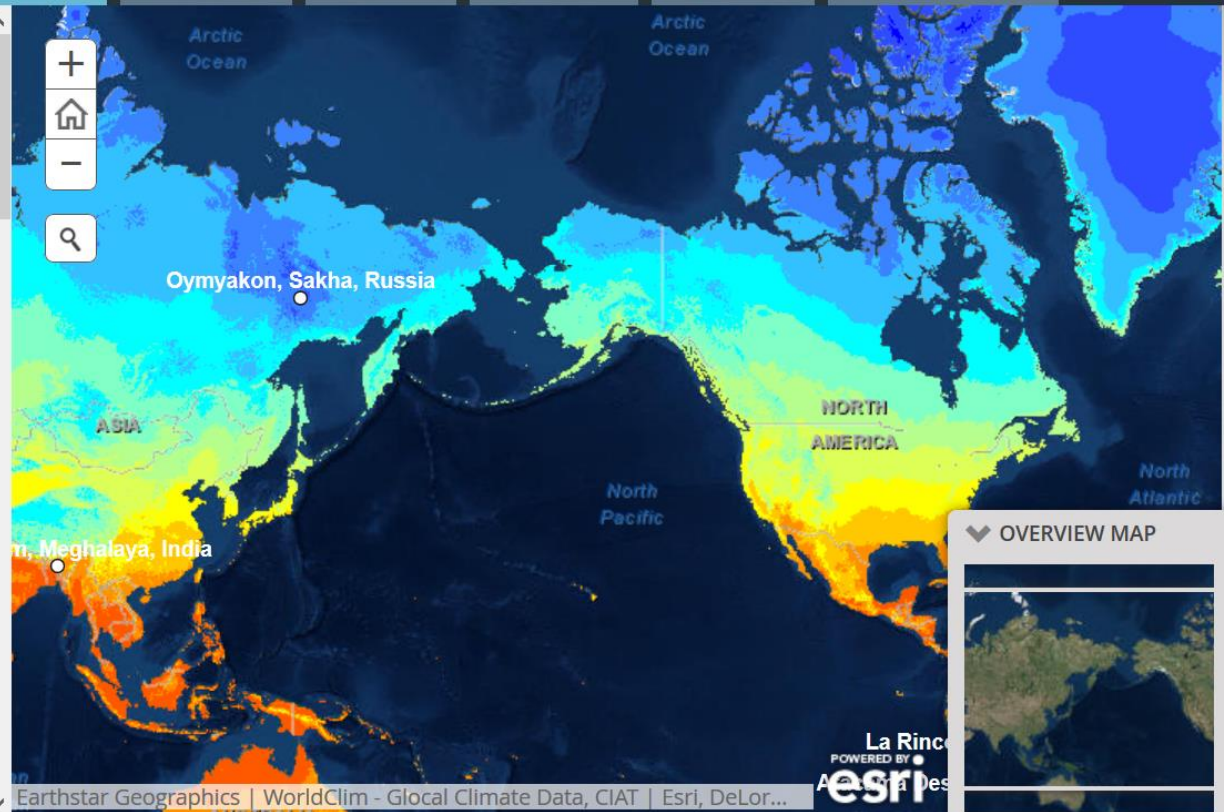 Arctic
Ocean
Arctic
Ocean
Oymyakon, Sakha, Russia
ASIA
NORTH
AMERICA
North
Pacific
North
Atlantic
Meghalaya, India
OVERVIEW MAP
La Rinc
POWERED BY
esri
Earthstar Geographics | WorldClim - Glocal Climate Data, CIAT | Esri, DeLor...